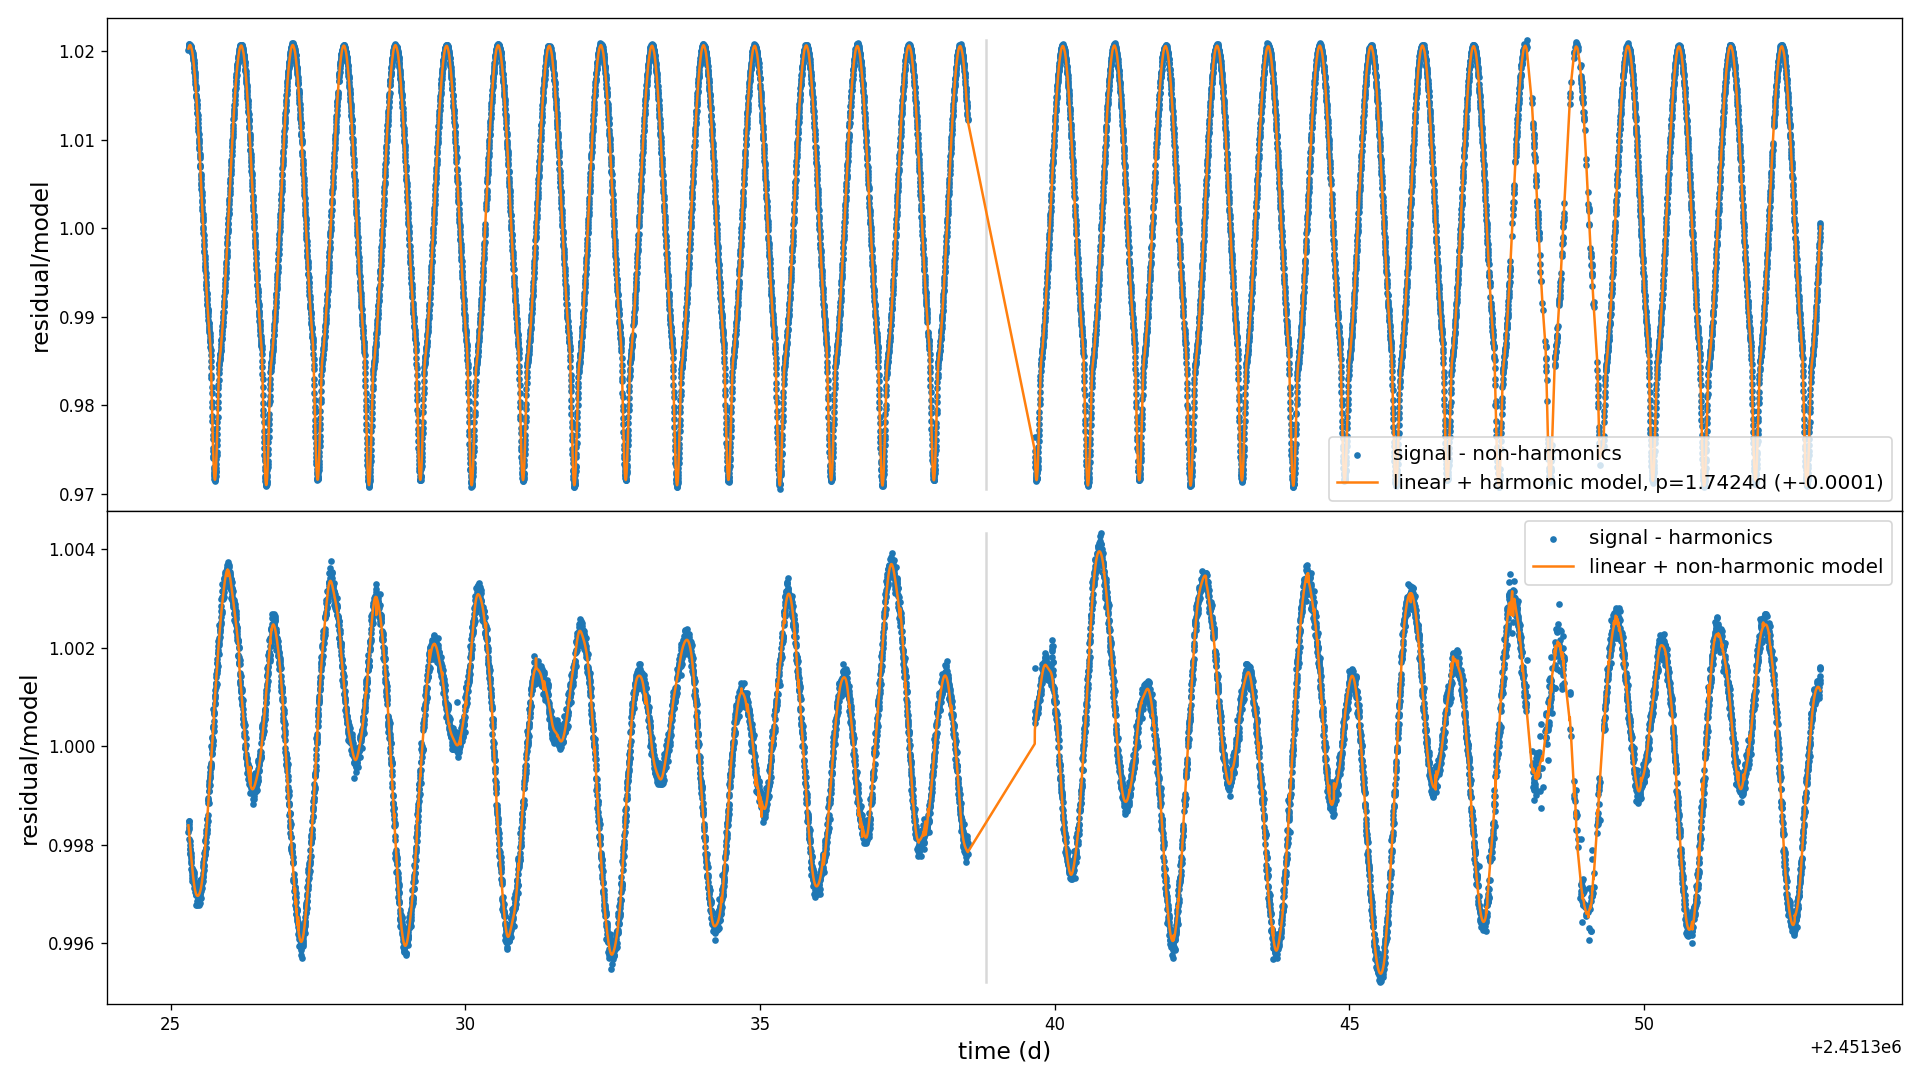 1.02
1.01
1.00
0.99
0.98
0.97
residual/model
signal - non-harmonics
linear + harmonic model, p=1.7424d (+-0.0001)
1.004
1.002
1.000
0.998
0.996
residual/model
signal - harmonics
linear + non-harmonic model
25
30
35
40
45
50
time (d)
+2.4513e6